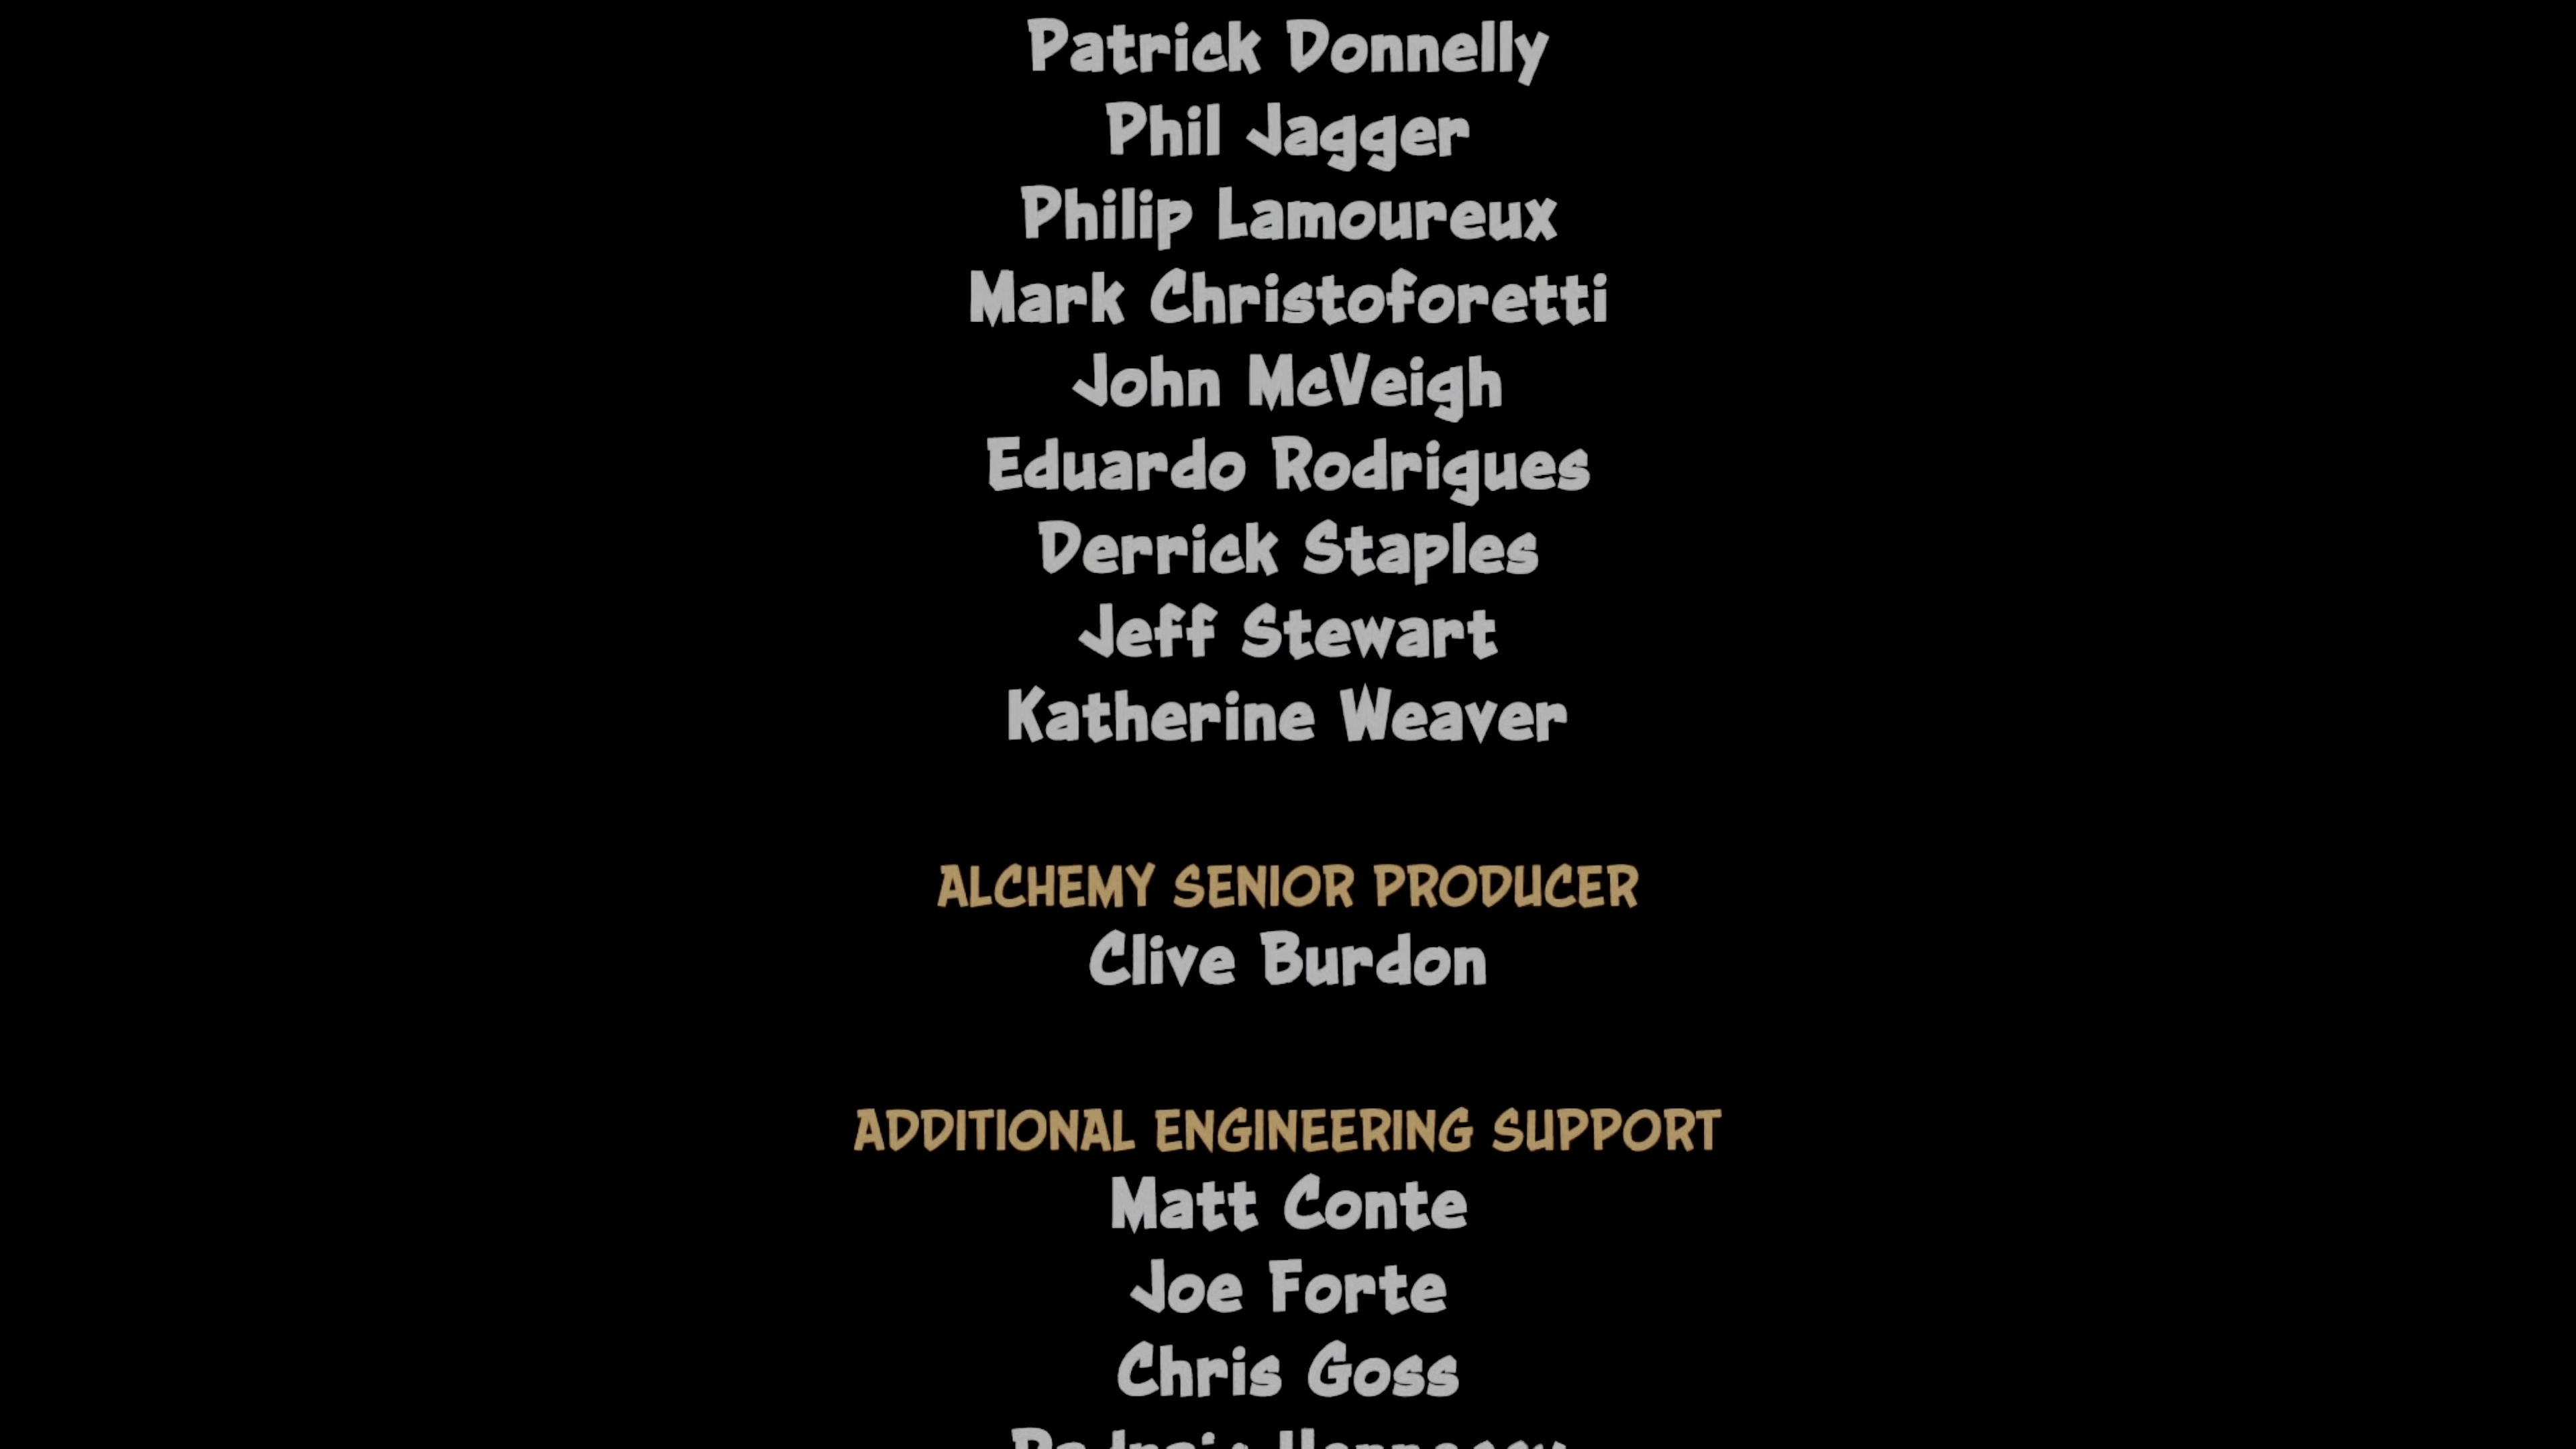 Patrick Donnelly
Phil Jagger
Philip Lamoureux
Mark Christoforetti
John McVeigh
Eduardo Rodrigues
Derrick Staples
Jeff Stewart
Katherine Weaver
ALCHEMY SENIOR PRODUCER
Clive Burdon
ADDITIONAL ENGINEERING SUPPORT
Matt Conte
Joe Forte
Chris Goss